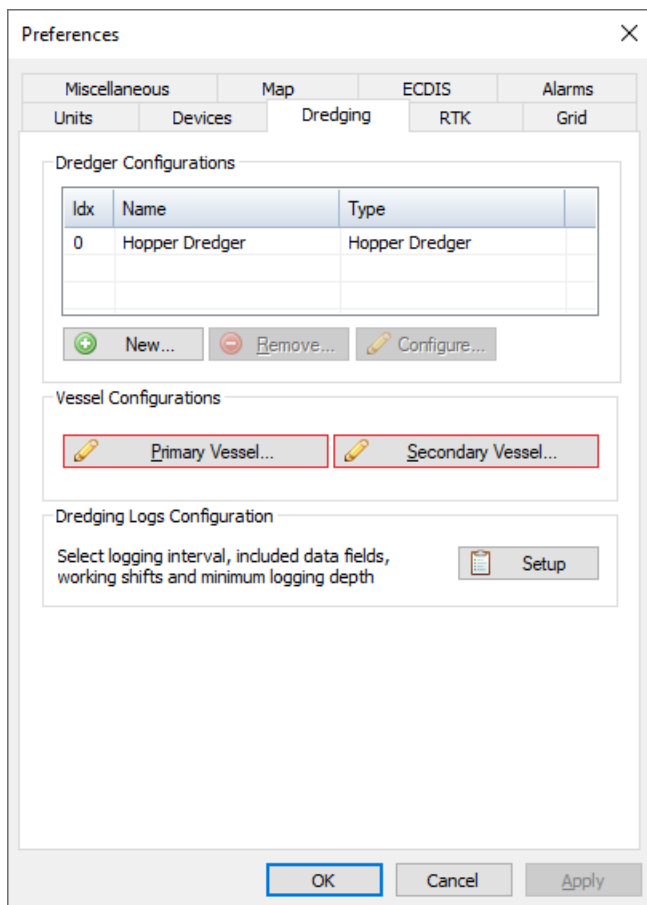 Preferences
Miscellaneous Map ECDIS Alarms
Units Devices Dredging RTK Grid
Dredger Configurations
Idx Name Type
0 Hopper Dredger Hopper Dredger
New... Remove... Configure...
Vessel Configurations
Primary Vessel... Secondary Vessel...
Dredging Logs Configuration
Select logging interval, included data fields,
working shifts and minimum logging depth
Setup
OK Cancel Apply